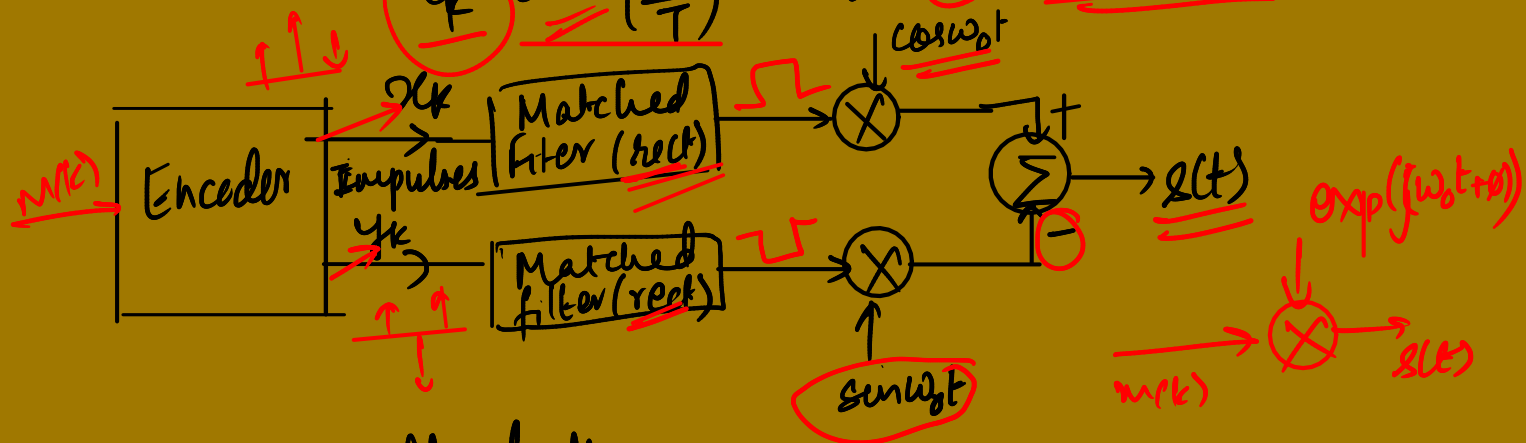 T
cosω₀t
xk
Matched
filter (rect)
+
m(k)
Encoder
Impulses
Σ
s(t)
exp(j(ω₀t+φ))
yk
Matched
filter (rect)
−
sinω₀t
m(k)
s(t)